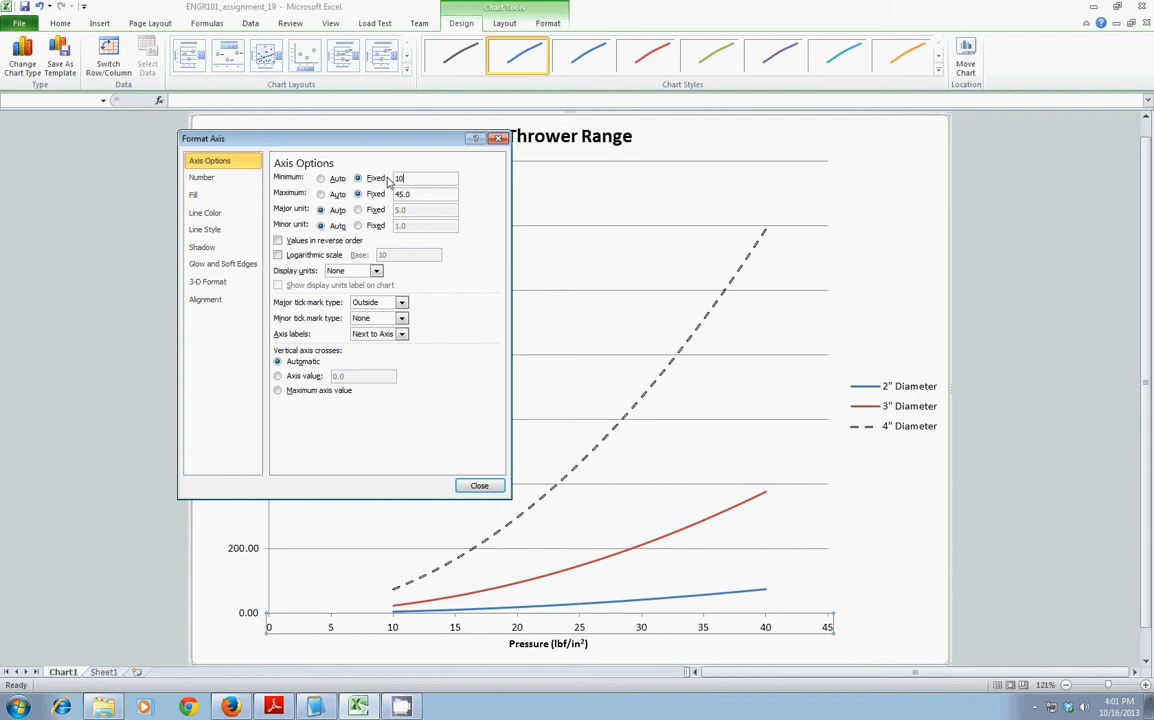 ENGR101_assignment_19 - Microsoft Excel
Chart Tools
File Home Insert Page Layout Formulas Data Review View Load Test Team Design Layout Format
Change Chart Type
Save As Template
Switch Row/Column
Select Data
Move Chart
Type Data Chart Layouts Chart Styles Location
fx
Thrower Range
Format Axis
Axis Options
Number
Fill
Line Color
Line Style
Shadow
Glow and Soft Edges
3-D Format
Alignment
Axis Options
Minimum: Auto Fixed 10
Maximum: Auto Fixed 45.0
Major unit: Auto Fixed 5.0
Minor unit: Auto Fixed 1.0
Values in reverse order
Logarithmic scale Base: 10
Display units: None
Show display units label on chart
Major tick mark type: Outside
Minor tick mark type: None
Axis labels: Next to Axis
Vertical axis crosses:
Automatic
Axis value: 0.0
Maximum axis value
Close
2" Diameter
3" Diameter
4" Diameter
200.00
0.00
0 5 10 15 20 25 30 35 40 45
Pressure (lbf/in²)
Chart1 Sheet1
Ready 121%
4:01 PM
10/16/2013